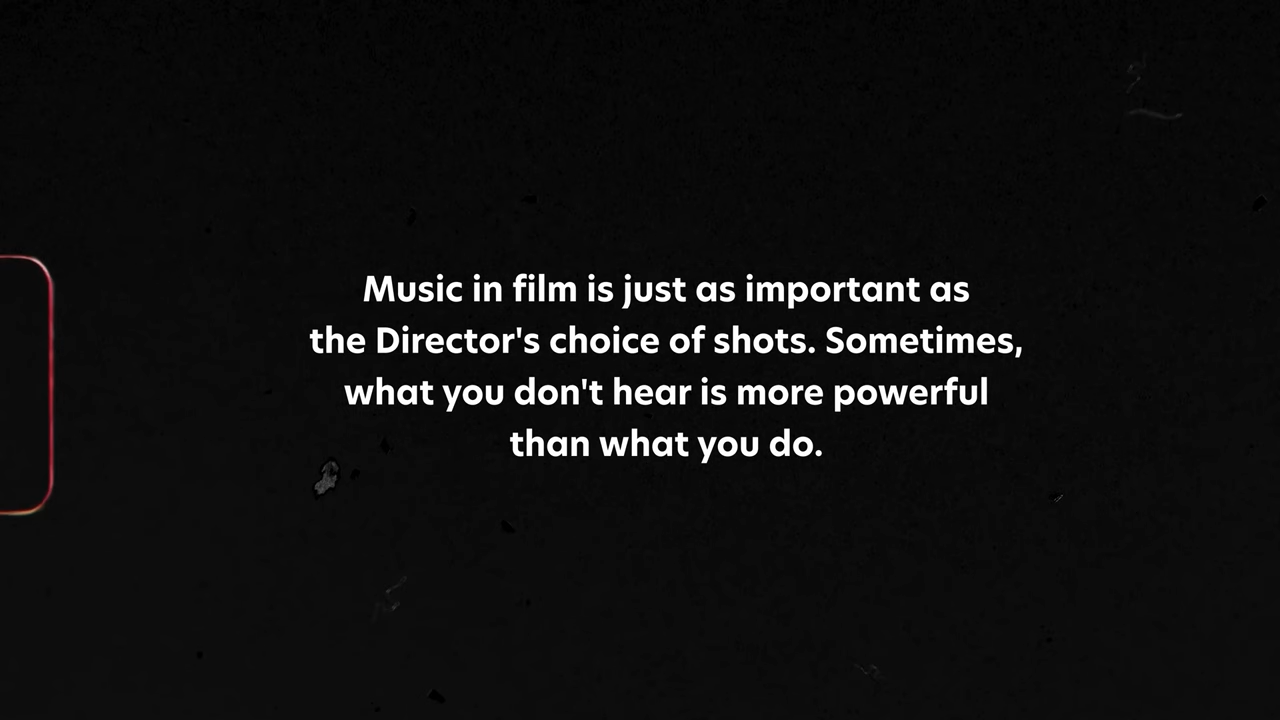 Music in film is just as important as
the Director's choice of shots. Sometimes,
what you don't hear is more powerful
than what you do.